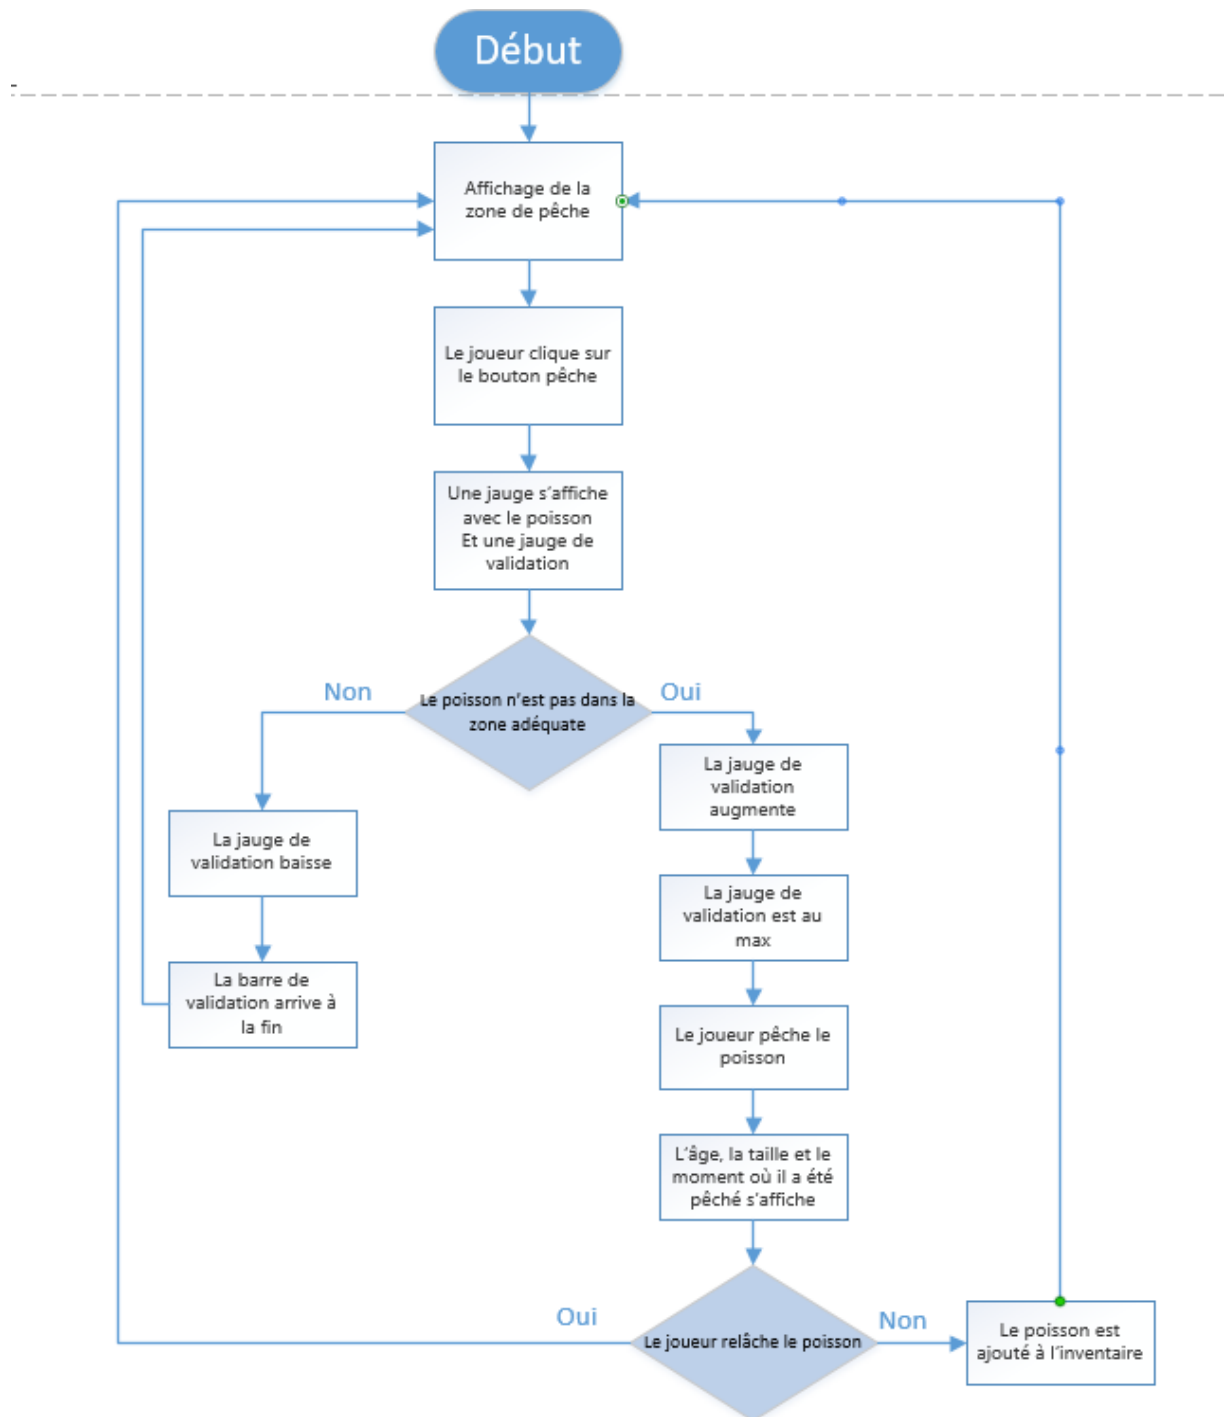 Début
Affichage de la
zone de pêche
Le joueur clique sur
le bouton pêche
Une jauge s'affiche
avec le poisson
Et une jauge de
validation
Non
Le poisson n'est pas dans la
zone adéquate
Oui
La jauge de
validation
augmente
La jauge de
validation baisse
La jauge de
validation est au
max
La barre de
validation arrive à
la fin
Le joueur pêche le
poisson
L'âge, la taille et le
moment où il a été
pêché s'affiche
Oui
Le joueur relâche le poisson
Non
Le poisson est
ajouté à l'inventaire